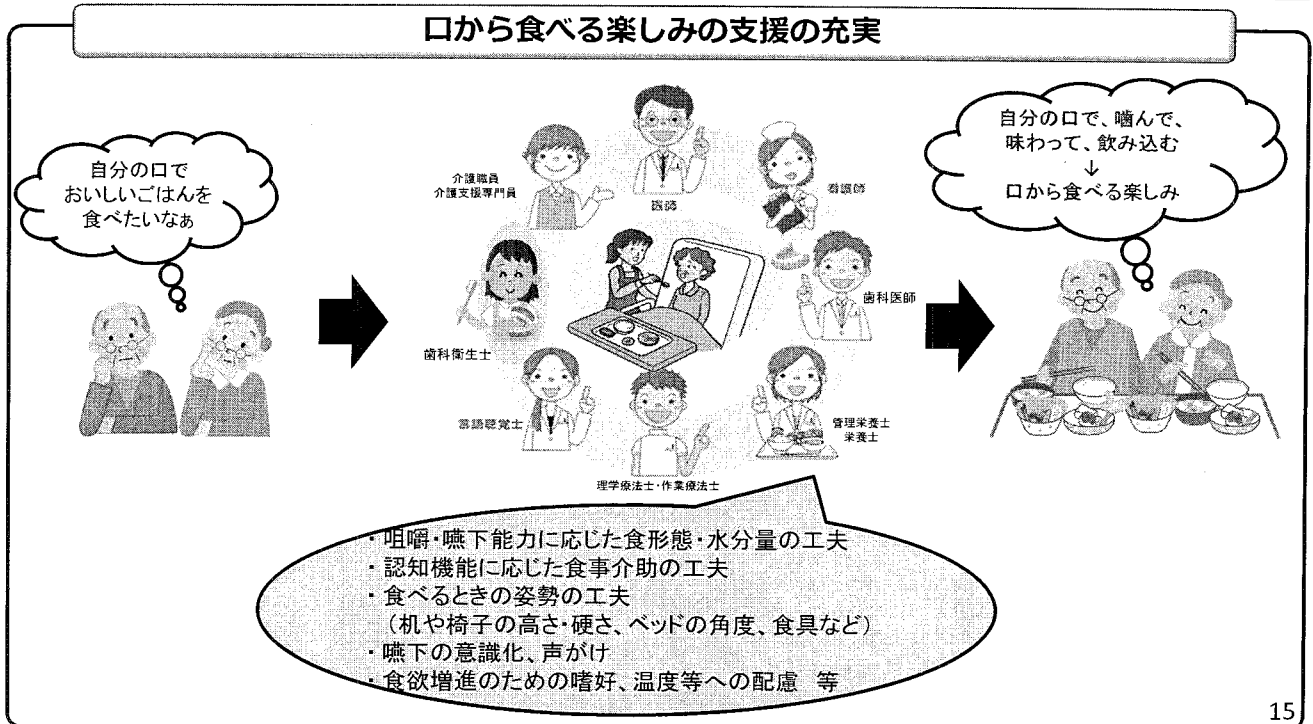 口から食べる楽しみの支援の充実
自分の口で
おいしいごはんを
食べたいなぁ
介護職員
介護支援専門員
医師
看護師
歯科医師
歯科衛生士
言語聴覚士
理学療法士・作業療法士
管理栄養士
栄養士
自分の口で、噛んで、
味わって、飲み込む
↓
口から食べる楽しみ
・咀嚼・嚥下能力に応じた食形態・水分量の工夫
・認知機能に応じた食事介助の工夫
・食べるときの姿勢の工夫
（机や椅子の高さ・硬さ、ベッドの角度、食具など）
・嚥下の意識化、声がけ
・食欲増進のための嗜好、温度等への配慮　等
15